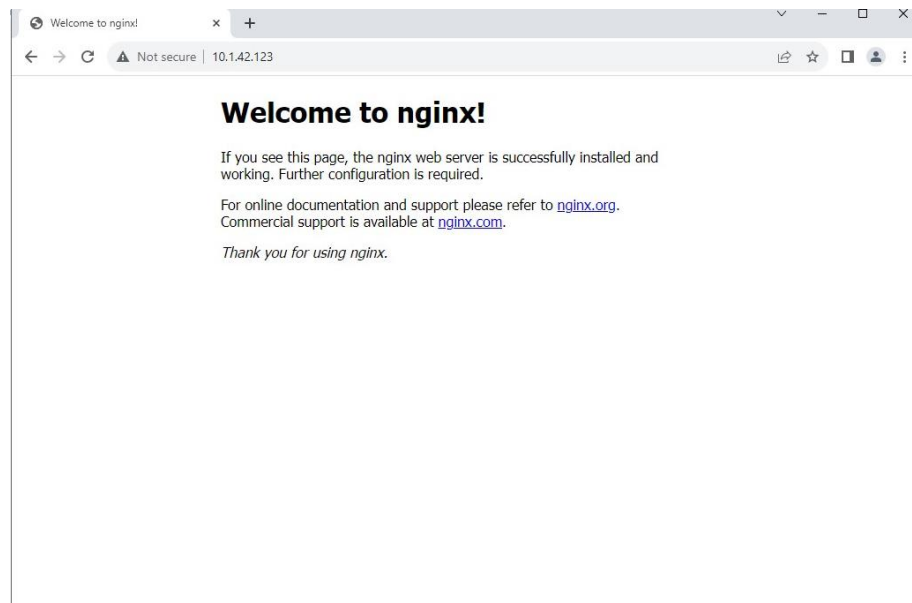 Welcome to nginx!
Not secure | 10.1.42.123
Welcome to nginx!
If you see this page, the nginx web server is successfully installed and
working. Further configuration is required.
For online documentation and support please refer to nginx.org.
Commercial support is available at nginx.com.
Thank you for using nginx.